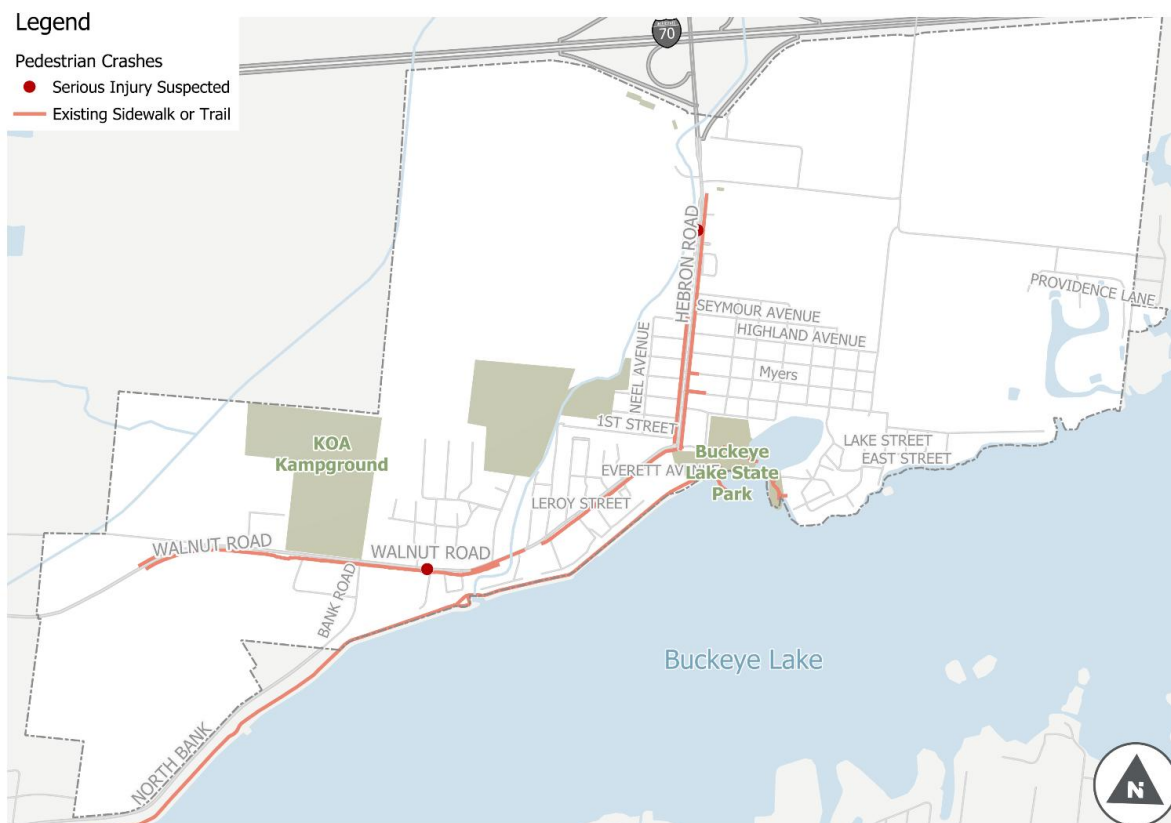 Legend
Pedestrian Crashes
Serious Injury Suspected
Existing Sidewalk or Trail
70
HEBRON ROAD
PROVIDENCE LANE
SEYMOUR AVENUE
HIGHLAND AVENUE
NEEL AVENUE
Myers
1ST STREET
KOA
Kampground
Buckeye
Lake State
Park
LAKE STREET
EAST STREET
EVERETT AVENUE
LEROY STREET
WALNUT ROAD
WALNUT ROAD
BANK ROAD
Buckeye Lake
NORTH BANK
N